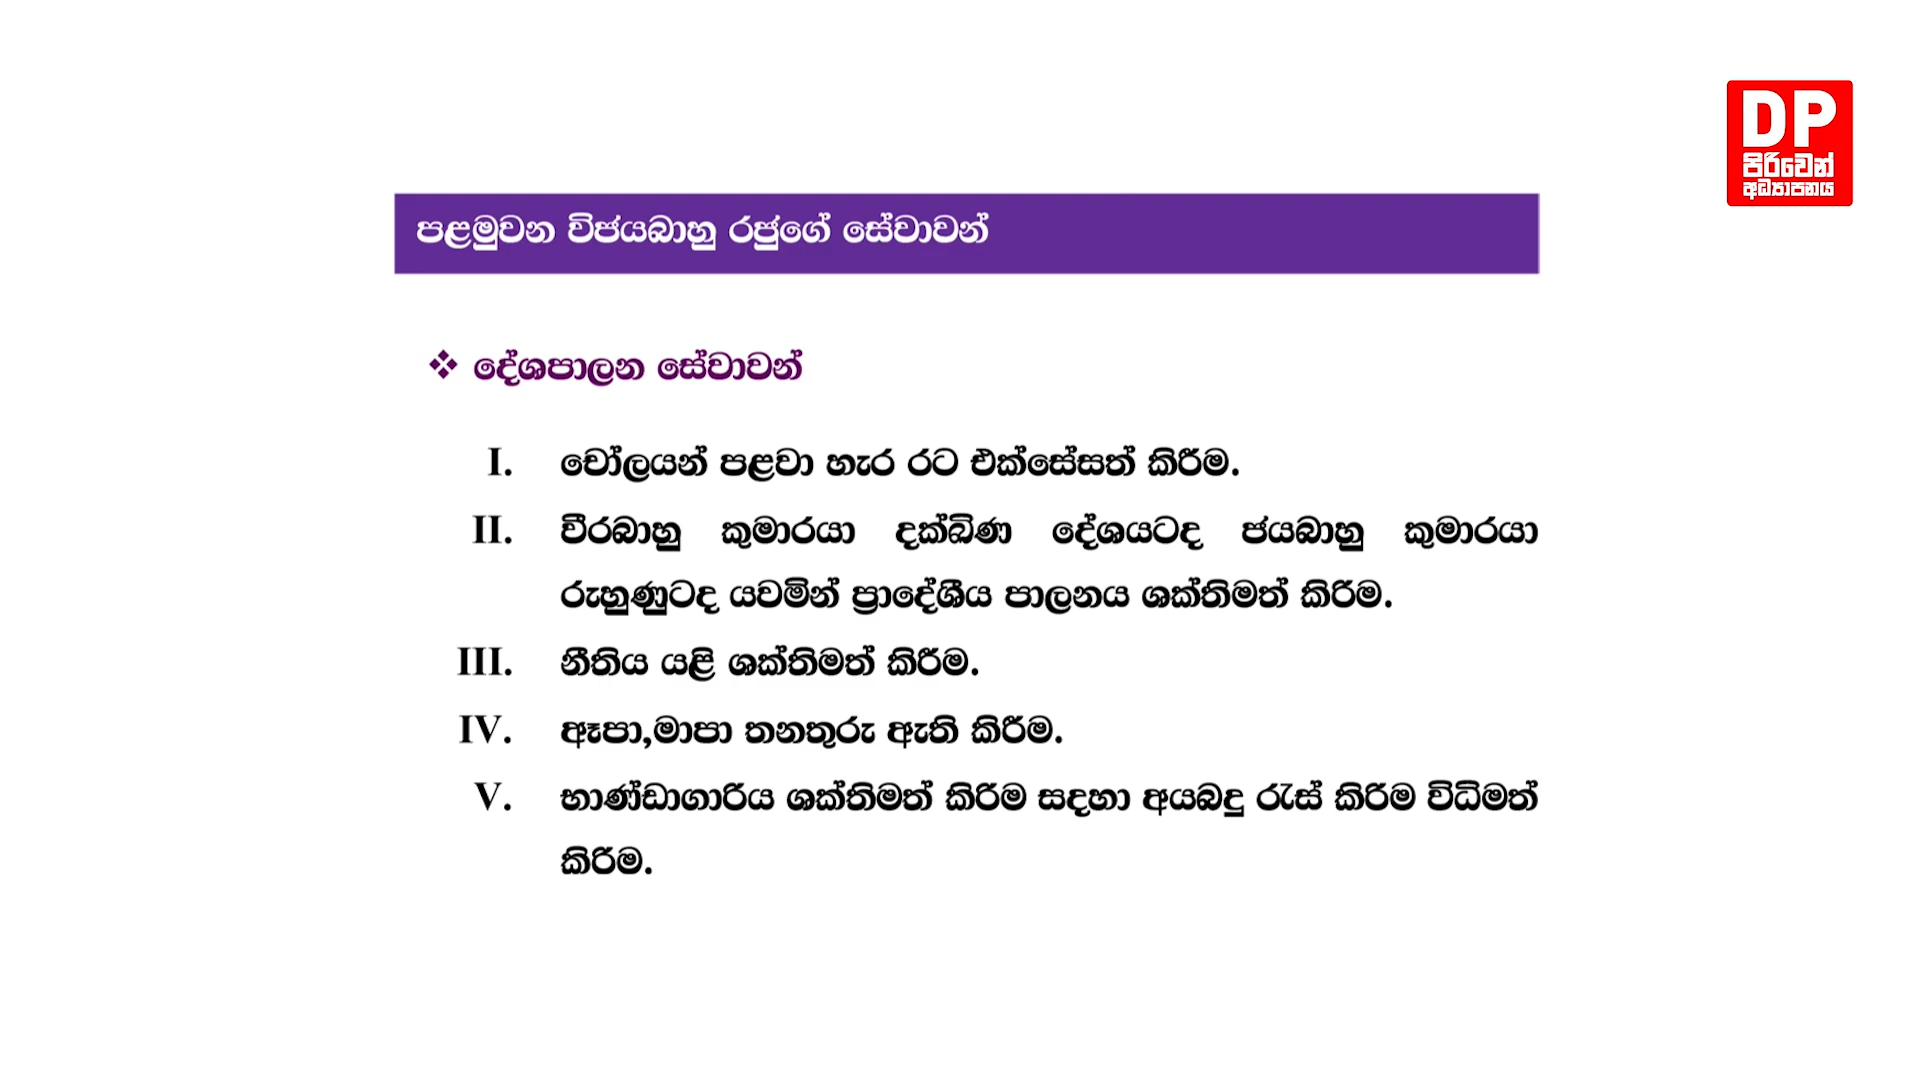 DP
පිරිවෙන්
අධ්‍යාපනය
පළමුවන විජයබාහු රජුගේ සේවාවන්
❖ දේශපාලන සේවාවන්
I. චෝලයන් පළවා හැර රට එක්සේසත් කිරීම.
II. වීරබාහු කුමාරයා දක්ඛිණ දේශයටද ජයබාහු කුමාරයා
රුහුණුටද යවමින් ප්‍රාදේශීය පාලනය ශක්තිමත් කිරීම.
III. නීතිය යළි ශක්තිමත් කිරීම.
IV. ඈපා,මාපා තනතුරු ඇති කිරීම.
V. භාණ්ඩාගාරිය ශක්තිමත් කිරිම සදහා අයබදු රැස් කිරිම විධිමත්
කිරිම.